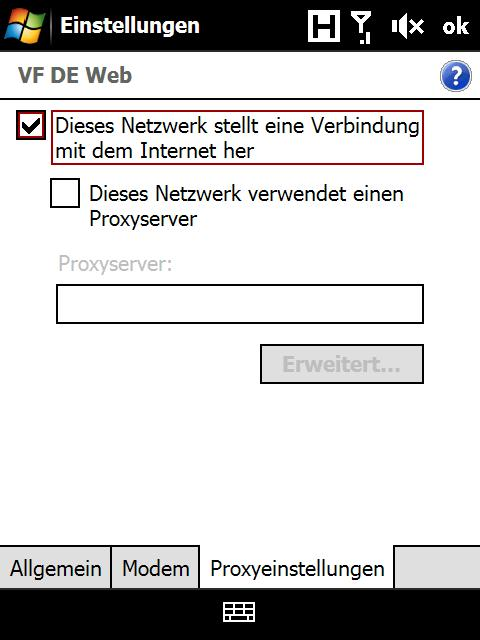 Einstellungen
H
ok
VF DE Web
?
Dieses Netzwerk stellt eine Verbindung
mit dem Internet her
Dieses Netzwerk verwendet einen
Proxyserver
Proxyserver:
Erweitert...
Allgemein
Modem
Proxyeinstellungen